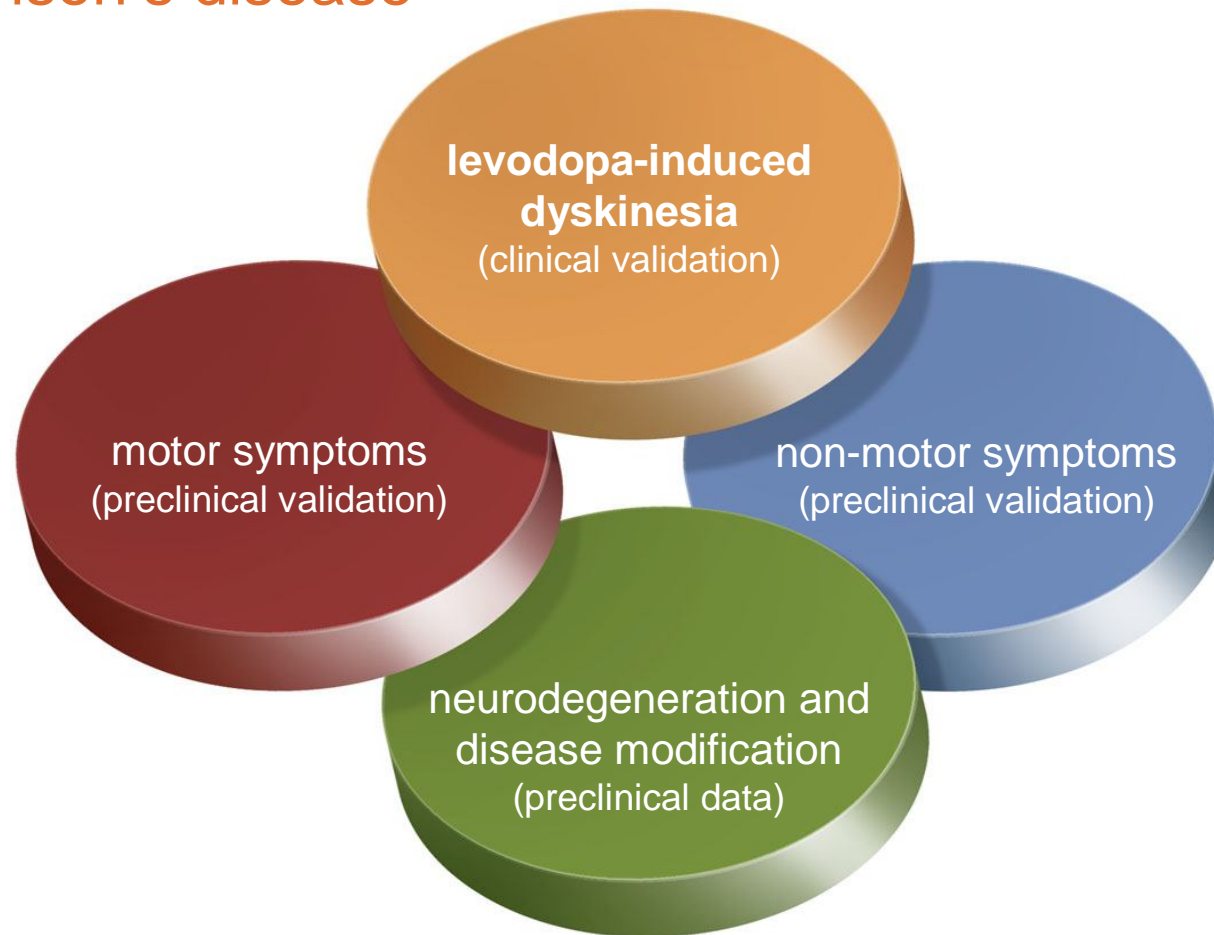 disease
levodopa-induced
dyskinesia
(clinical validation)
motor symptoms
(preclinical validation)
non-motor symptoms
(preclinical validation)
neurodegeneration and
disease modification
(preclinical data)